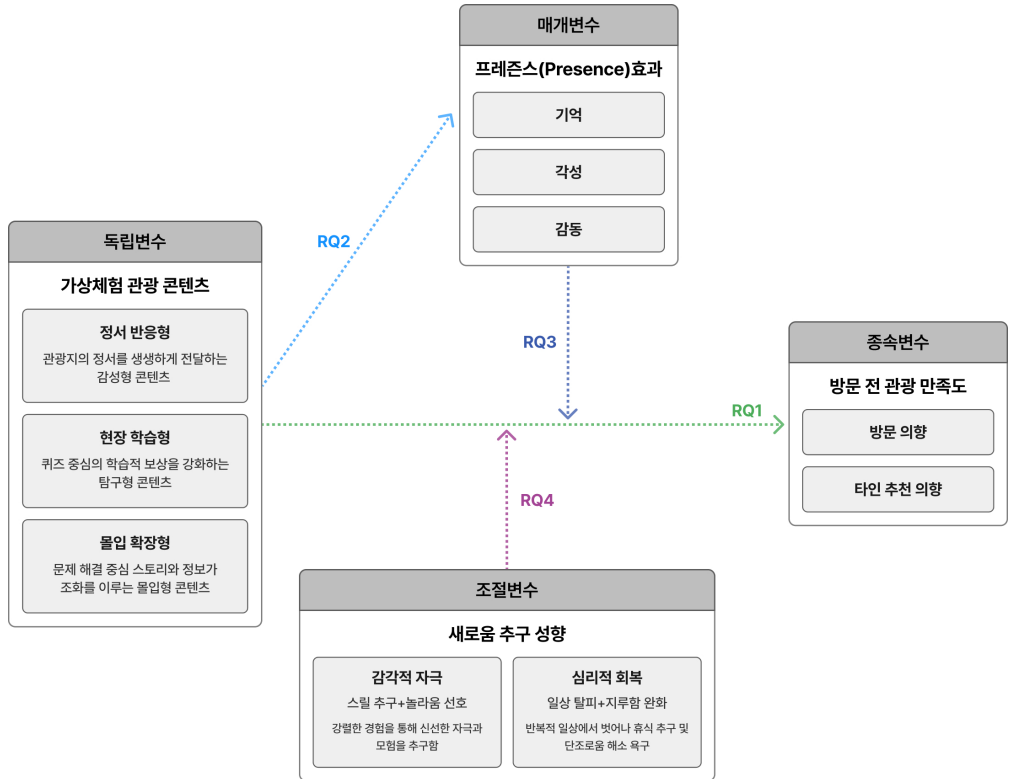 매개변수
프레즌스(Presence)효과
기억
각성
감동
RQ2
독립변수
가상체험 관광 콘텐츠
정서 반응형
관광지의 정서를 생생하게 전달하는
감성형 콘텐츠
현장 학습형
퀴즈 중심의 학습적 보상을 강화하는
탐구형 콘텐츠
몰입 확장형
문제 해결 중심 스토리와 정보가
조화를 이루는 몰입형 콘텐츠
RQ3
RQ1
종속변수
방문 전 관광 만족도
방문 의향
타인 추천 의향
RQ4
조절변수
새로움 추구 성향
감각적 자극
스릴 추구+놀라움 선호
강렬한 경험을 통해 신선한 자극과
모험을 추구함
심리적 회복
일상 탈피+지루함 완화
반복적 일상에서 벗어나 휴식 추구 및
단조로움 해소 욕구